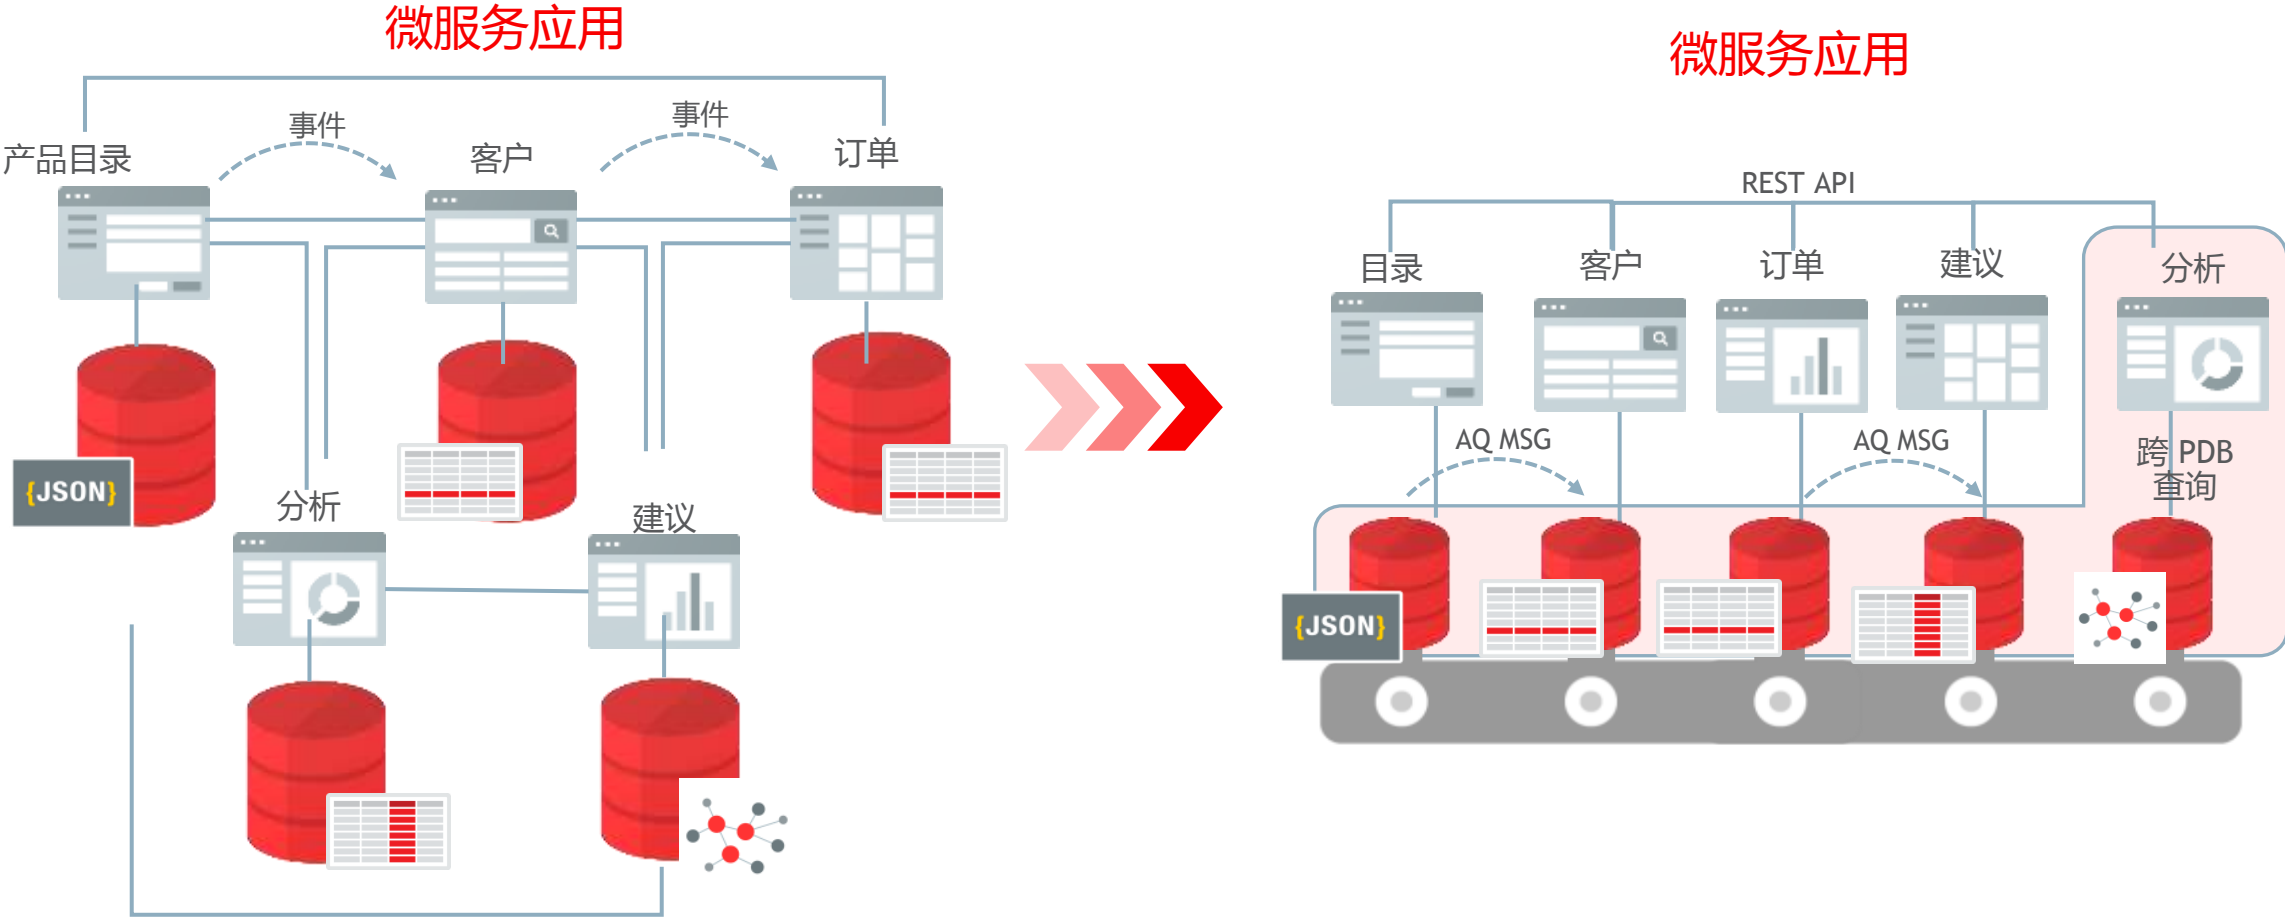 微服务应用
事件
事件
产品目录
客户
订单
{JSON}
分析
建议
微服务应用
REST API
目录
客户
订单
建议
分析
AQ MSG
AQ MSG
跨 PDB
查询
{JSON}